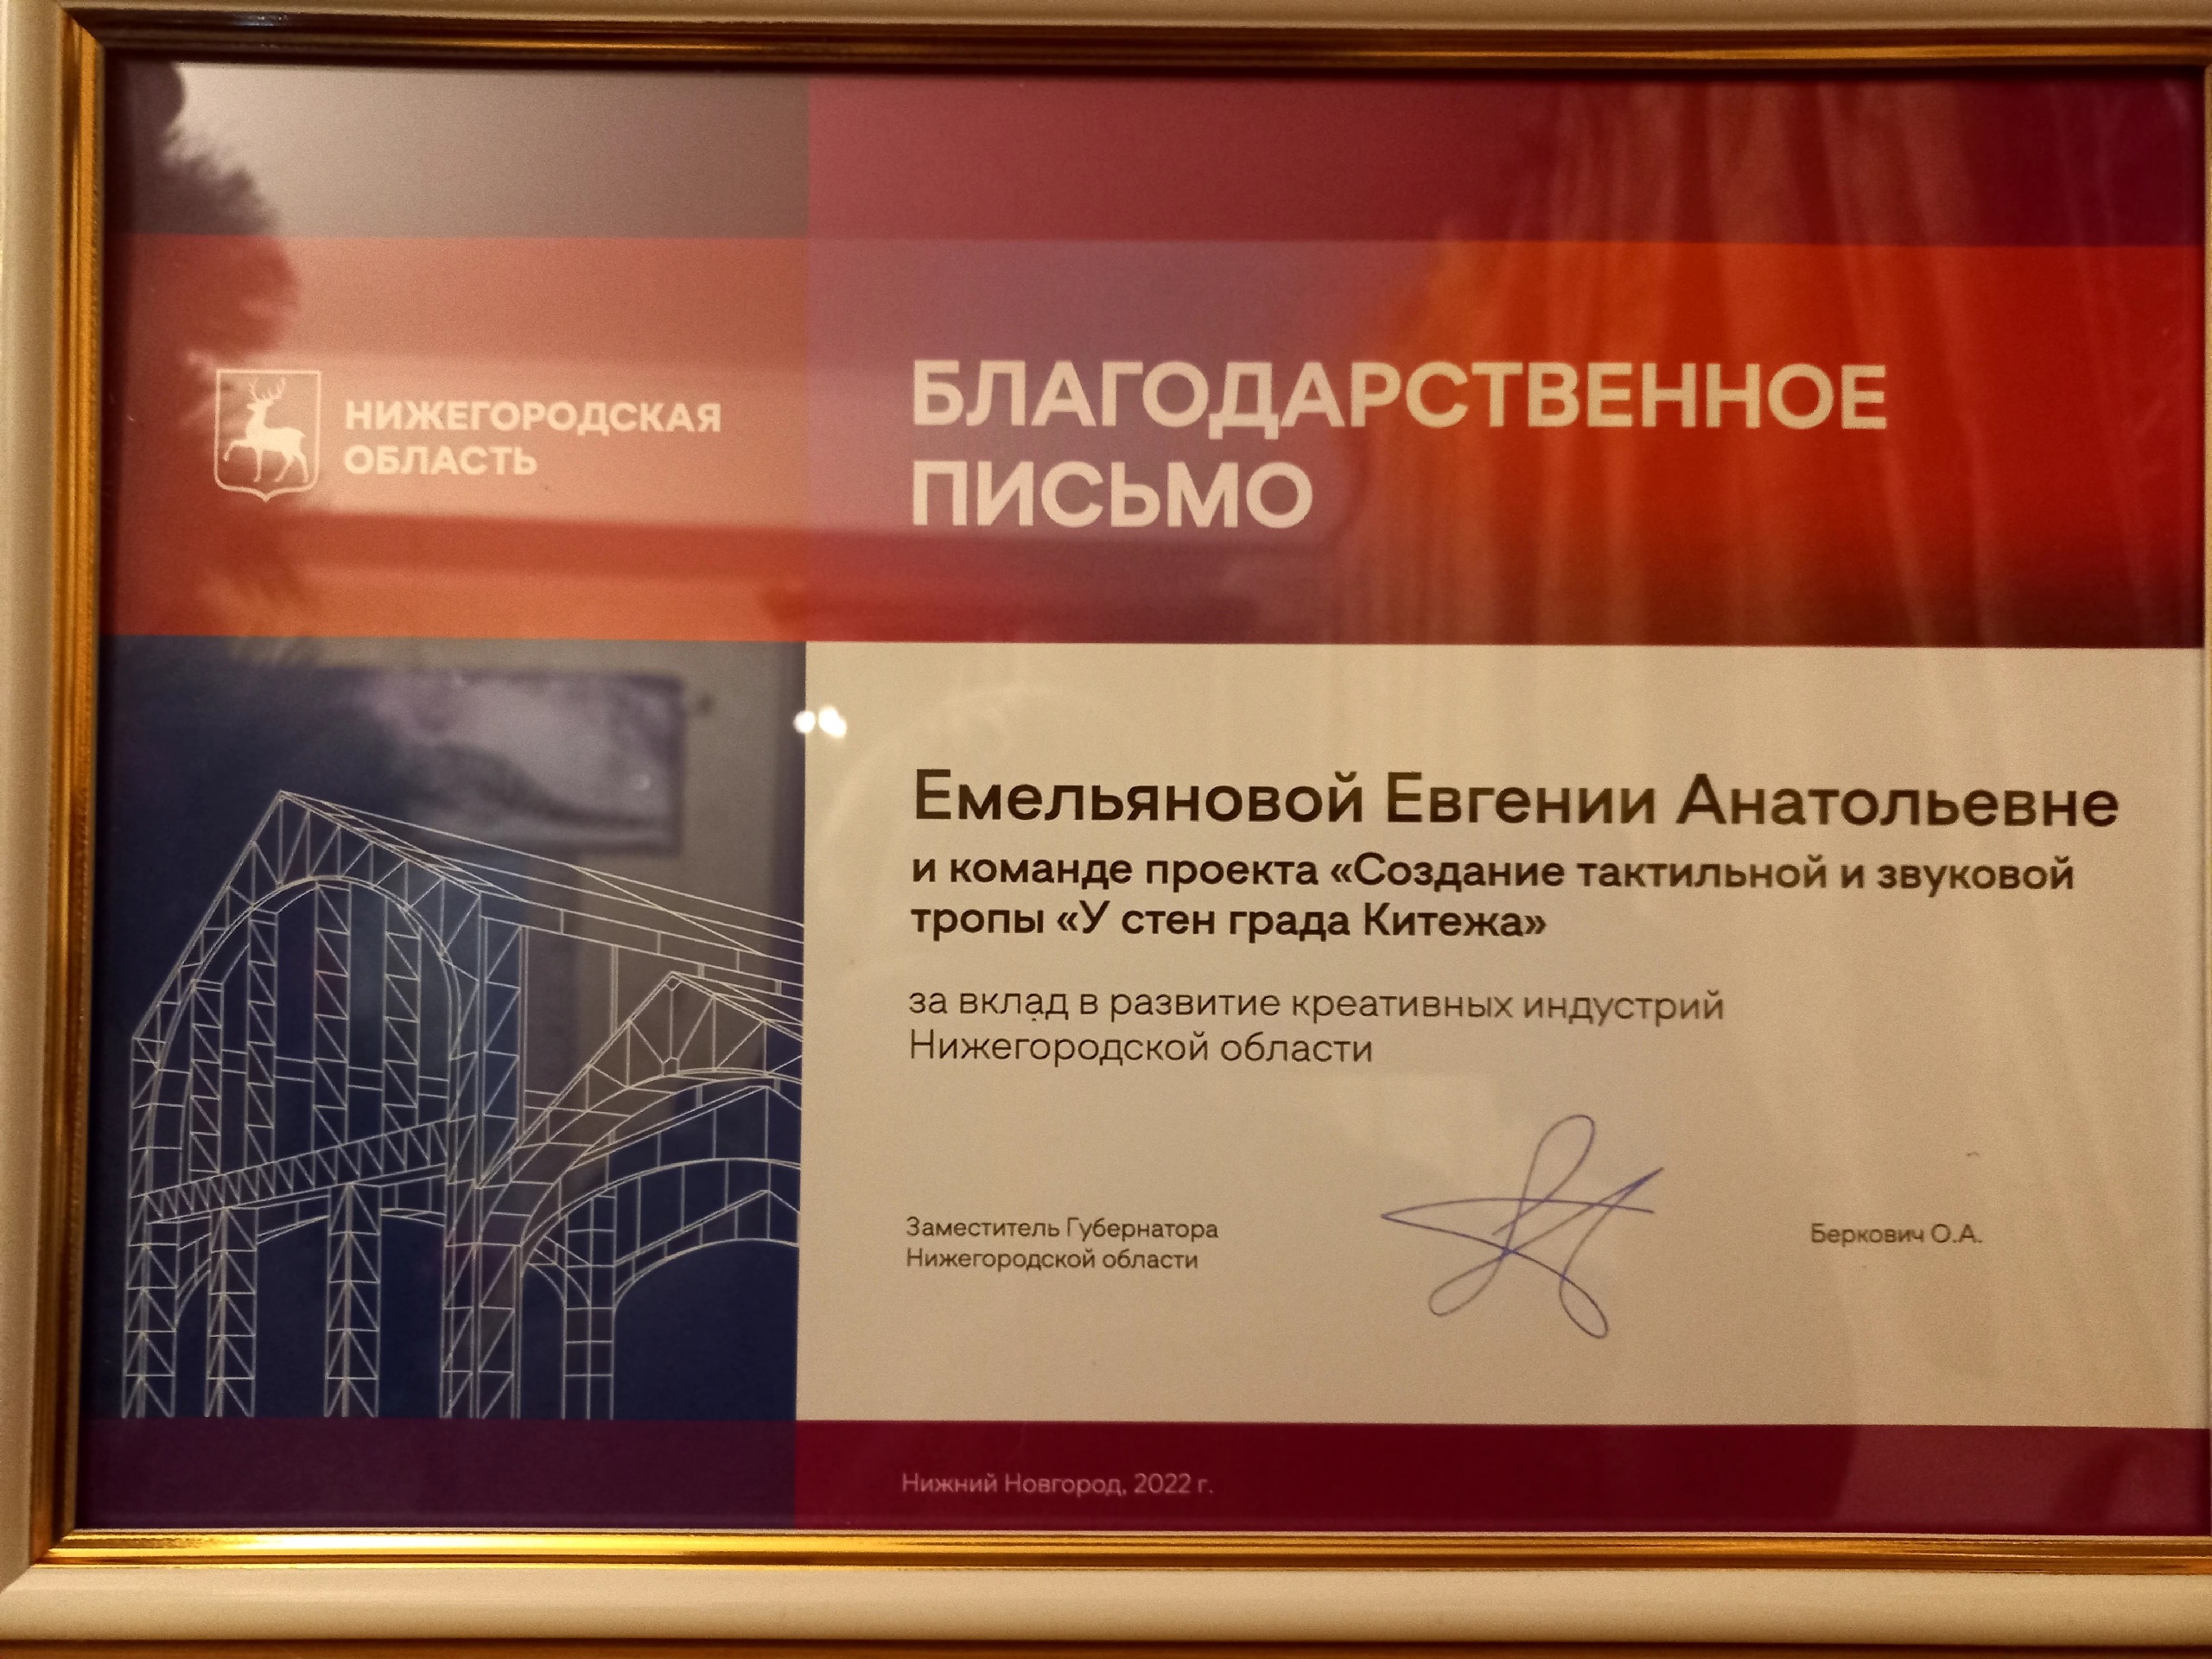 НИЖЕГОРОДСКАЯ
ОБЛАСТЬ
БЛАГОДАРСТВЕННОЕ
ПИСЬМО
Емельяновой Евгении Анатольевне
и команде проекта «Создание тактильной и звуковой
тропы «У стен града Китежа»
за вклад в развитие креативных индустрий
Нижегородской области
Заместитель Губернатора
Нижегородской области
Беркович О.А.
Нижний Новгород, 2022 г.